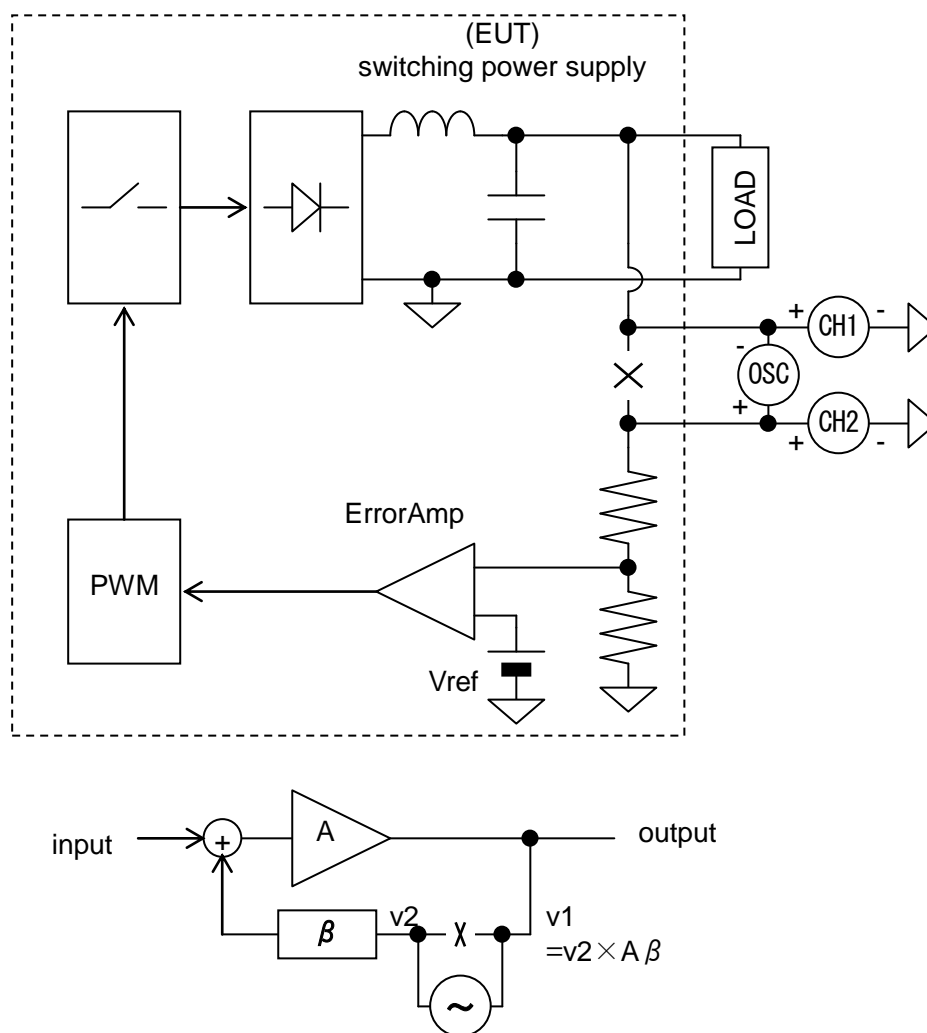 (EUT)
switching power supply
LOAD
+ CH1 -
-
OSC
+
+ CH2 -
ErrorAmp
PWM
Vref
input
+
A
output
β
v2
v1
=v2×Aβ